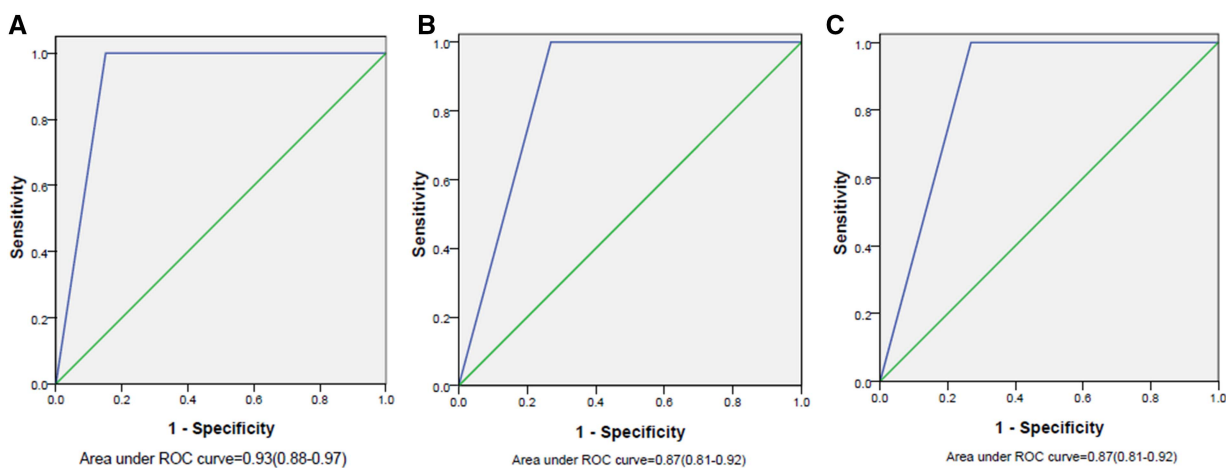 A
1.0
0.8
0.6
0.4
0.2
0.0
Sensitivity
0.0 0.2 0.4 0.6 0.8 1.0
1 - Specificity
Area under ROC curve=0.93(0.88-0.97)
B
1.0
0.8
0.6
0.4
0.2
0.0
Sensitivity
0.0 0.2 0.4 0.6 0.8 1.0
1 - Specificity
Area under ROC curve=0.87(0.81-0.92)
C
1.0
0.8
0.6
0.4
0.2
0.0
Sensitivity
0.0 0.2 0.4 0.6 0.8 1.0
1 - Specificity
Area under ROC curve=0.87(0.81-0.92)